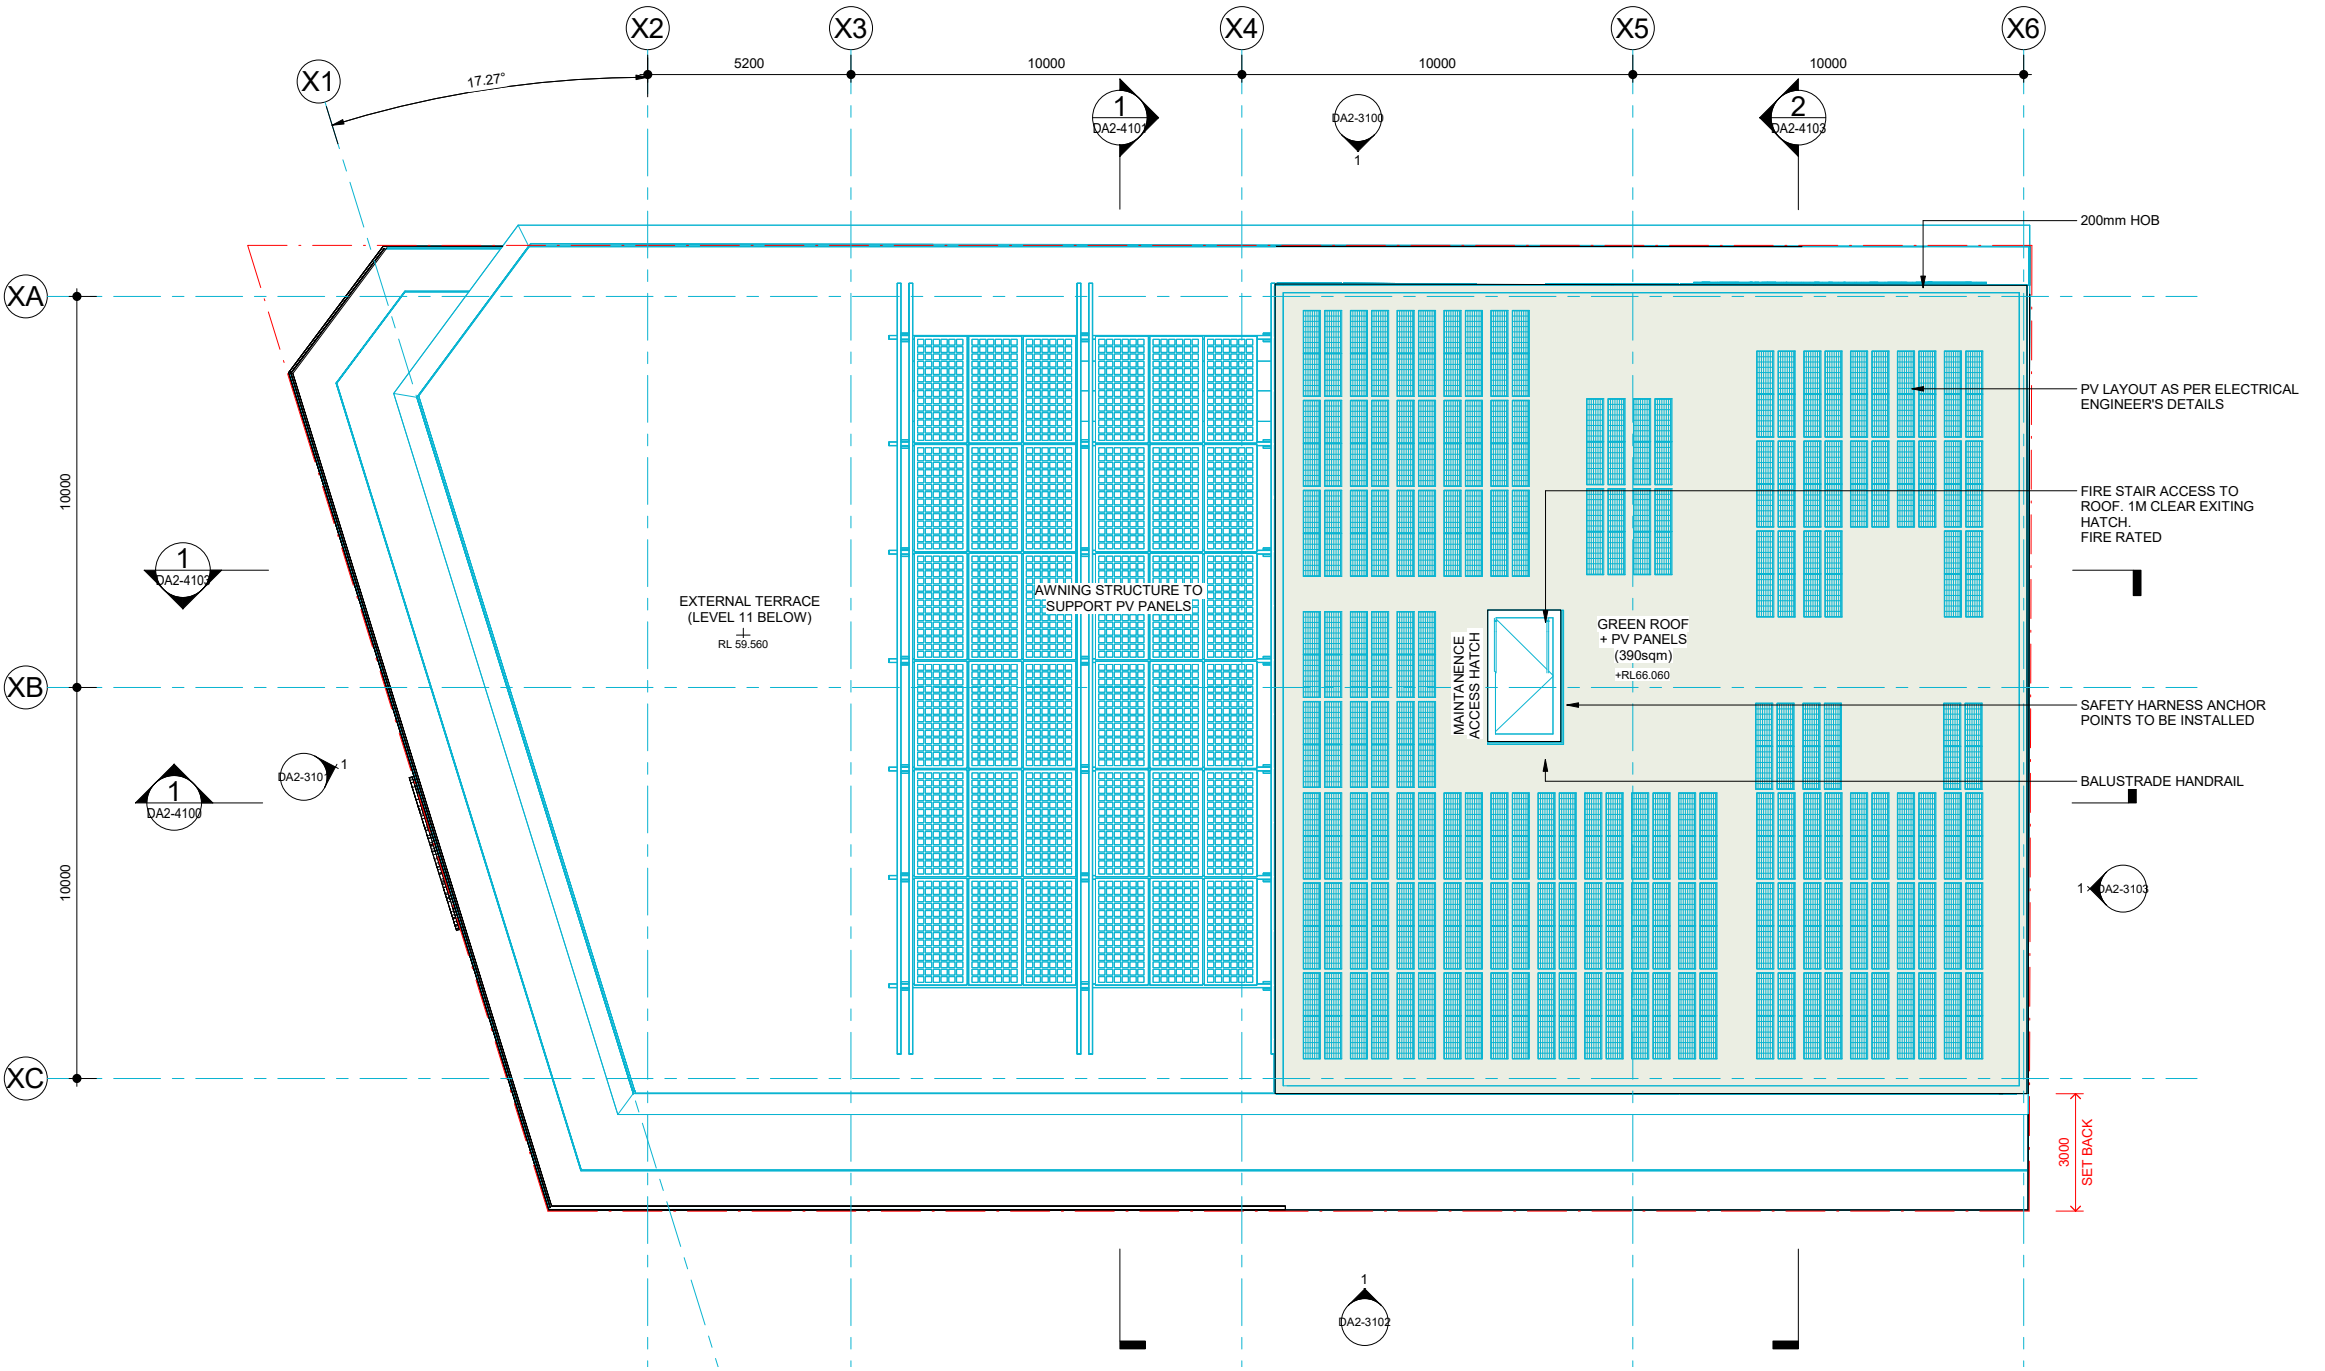 X1
X2
X3
X4
X5
X6
17.27°
5200
10000
10000
10000
1
DA2-4101
DA2-3100
1
2
DA2-4103
200mm HOB
XA
PV LAYOUT AS PER ELECTRICAL
ENGINEER'S DETAILS
10000
FIRE STAIR ACCESS TO
ROOF. 1M CLEAR EXITING
HATCH.
FIRE RATED
1
DA2-4103
EXTERNAL TERRACE
(LEVEL 11 BELOW)
RL 59.560
AWNING STRUCTURE TO
SUPPORT PV PANELS
MAINTANENCE
ACCESS HATCH
GREEN ROOF
+ PV PANELS
(390sqm)
+RL66.060
XB
SAFETY HARNESS ANCHOR
POINTS TO BE INSTALLED
DA2-3101
1
1
DA2-4100
BALUSTRADE HANDRAIL
10000
1
DA2-3103
XC
3000
SET BACK
1
DA2-3102